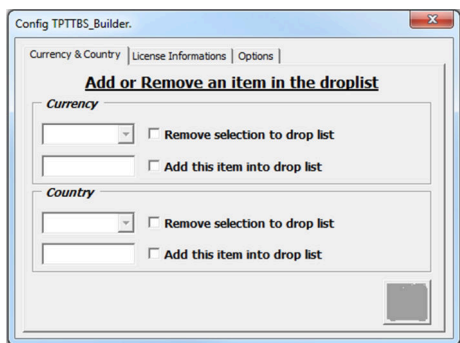 Config TPTTBS_Builder.
Currency & Country License Informations Options
Add or Remove an item in the droplist
Currency
Remove selection to drop list
Add this item into drop list
Country
Remove selection to drop list
Add this item into drop list